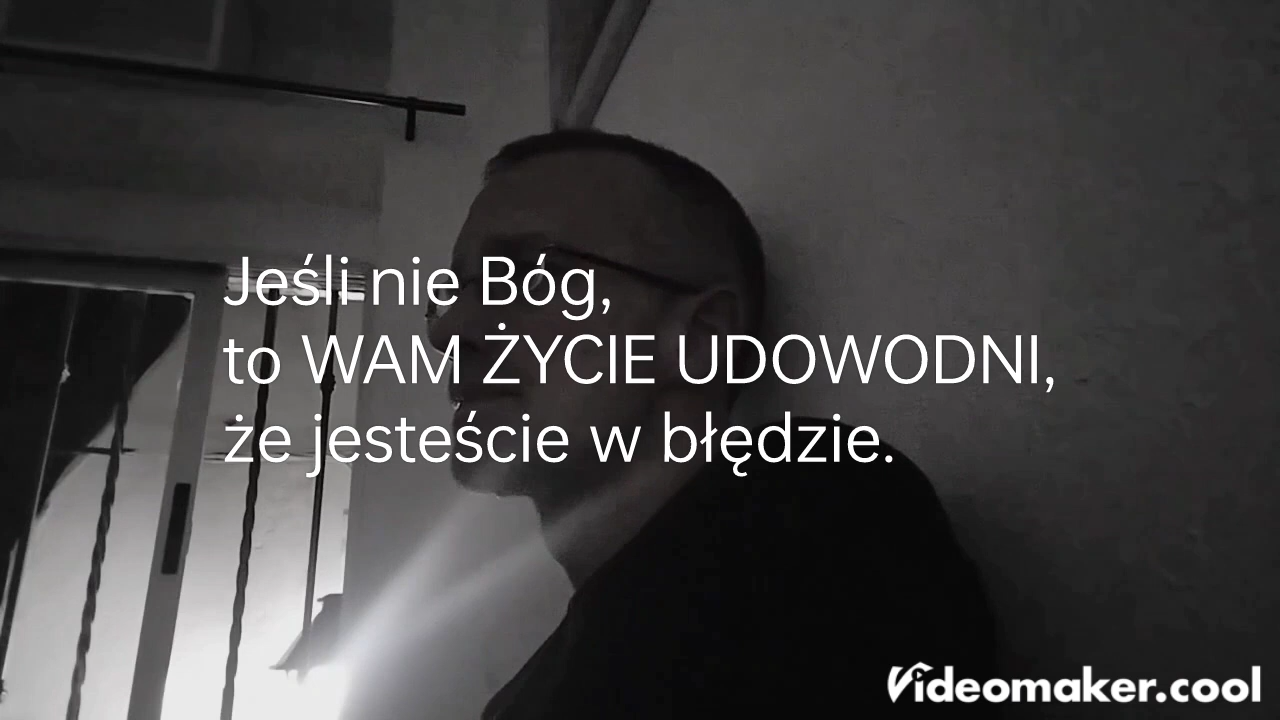 Jeśli nie Bóg,
to WAM ŻYCIE UDOWODNI,
że jesteście w błędzie.
Videomaker.cool